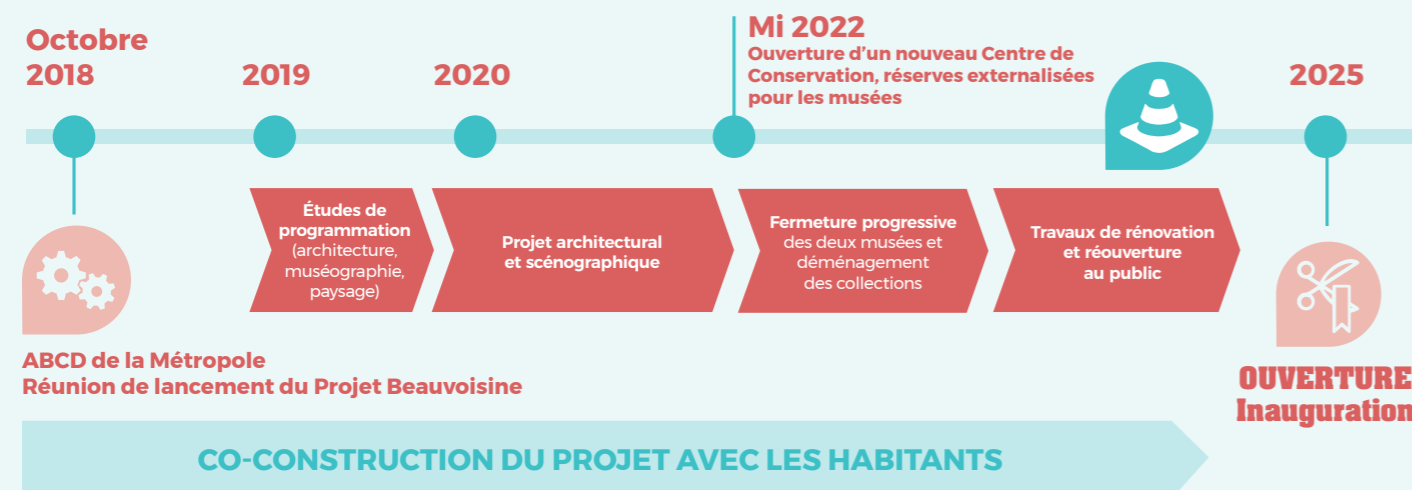 Octobre
2018
2019
2020
Mi 2022
Ouverture d'un nouveau Centre de
Conservation, réserves externalisées
pour les musées
2025
Études de
programmation
(architecture,
muséographie,
paysage)
Projet architectural
et scénographique
Fermeture progressive
des deux musées et
déménagement
des collections
Travaux de rénovation
et réouverture
au public
ABCD de la Métropole
Réunion de lancement du Projet Beauvoisine
OUVERTURE
Inauguration
CO-CONSTRUCTION DU PROJET AVEC LES HABITANTS